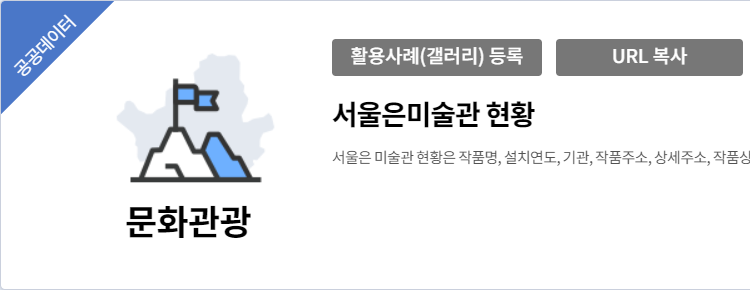 공공데이터
활용사례(갤러리) 등록
URL 복사
서울은미술관 현황
서울은 미술관 현황은 작품명, 설치연도, 기관, 작품주소, 상세주소, 작품상
문화관광